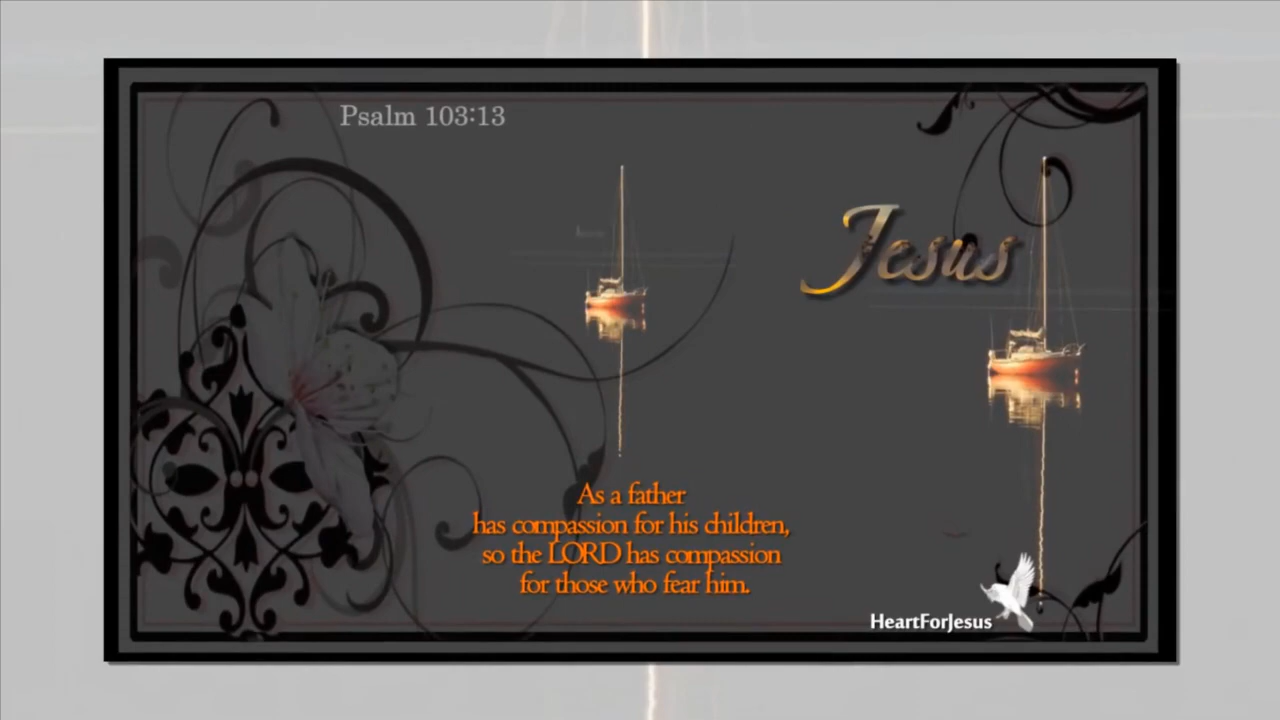 Psalm 103:13
Jesus
As a father
has compassion for his children,
so the LORD has compassion
for those who fear him.
HeartForJesus